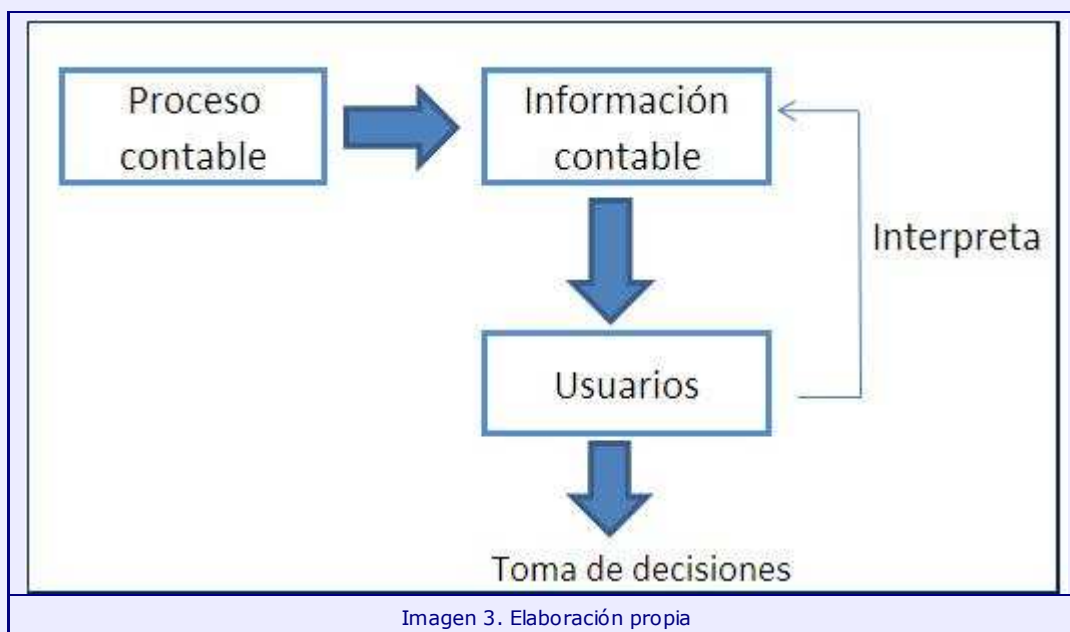 Proceso
contable
Información
contable
Interpreta
Usuarios
Toma de decisiones
Imagen 3. Elaboración propia